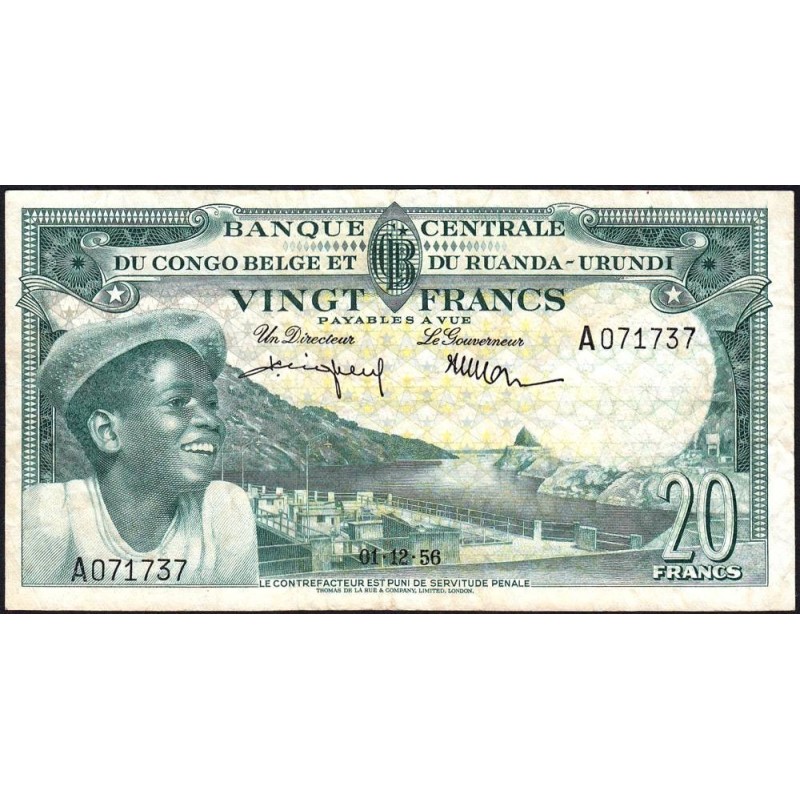 BANQUE CENTRALE
DU CONGO BELGE ET DU RUANDA-URUNDI
VINGT FRANCS
PAYABLES A VUE
Un Directeur Le Gouverneur
A071737
20
FRANCS
A071737
01-12-56
LE CONTREFACTEUR EST PUNI DE SERVITUDE PENALE
THOMAS DE LA RUE & COMPANY, LIMITED, LONDON.